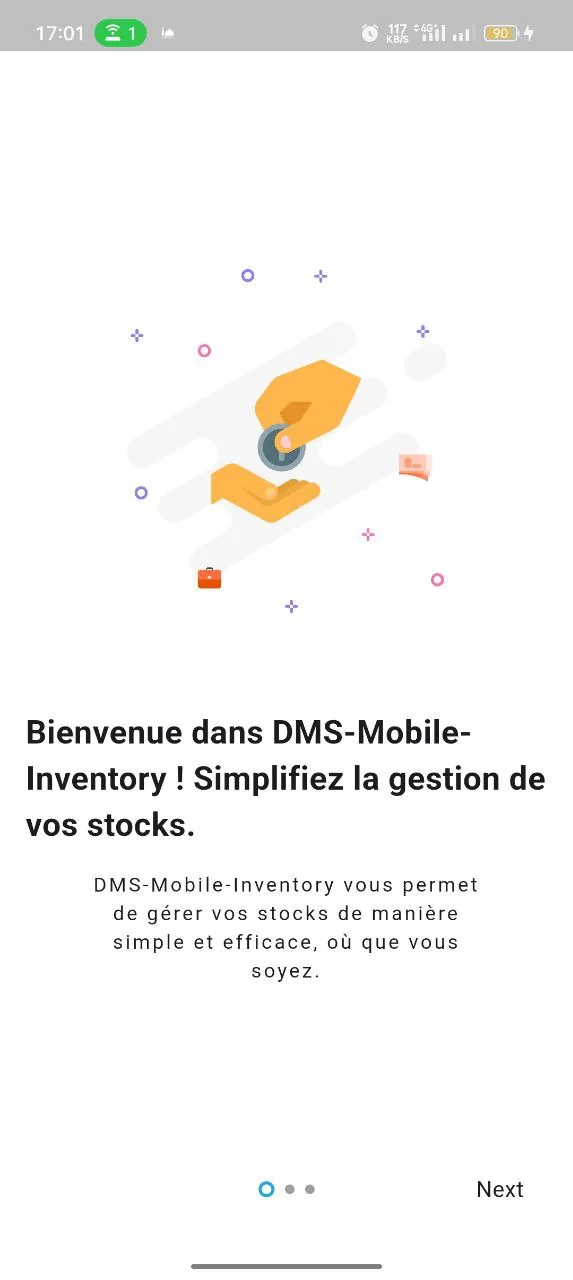 17:01 1 117 KB/S 4G+ 90
Bienvenue dans DMS-Mobile-
Inventory ! Simplifiez la gestion de
vos stocks.
DMS-Mobile-Inventory vous permet
de gérer vos stocks de manière
simple et efficace, où que vous
soyez.
Next